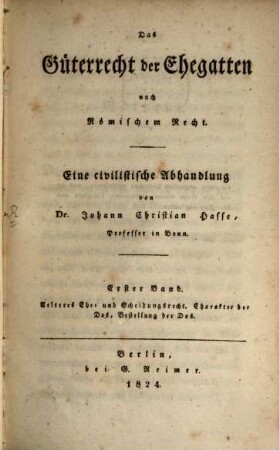 Das
Güterrecht der Ehegatten
nach
Römischem Recht.
Eine civilistische Abhandlung
von
Dr. Johann Christian Hasse,
Professor in Bonn.
Erster Band.
Aelteres Ehe- und Scheidungsrecht. Charakter der
Dos, Bestellung der Dos.
Berlin,
bei G. Reimer.
1824.